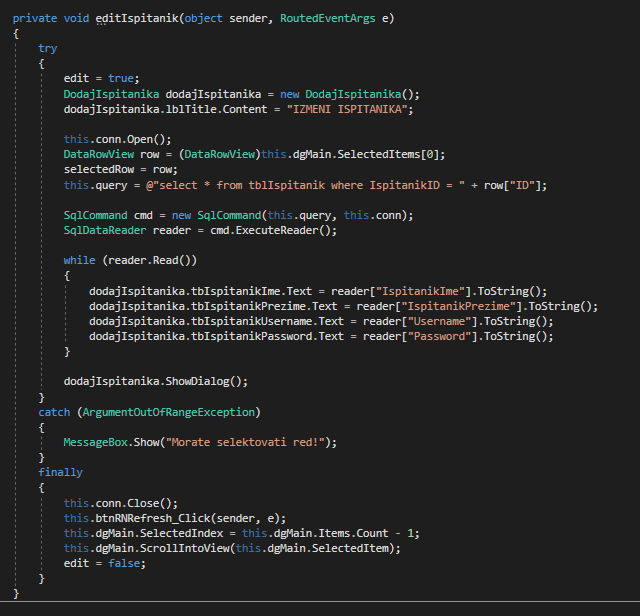 private void editIspitanik(object sender, RoutedEventArgs e)
{
    try
    {
        edit = true;
        DodajIspitanika dodajIspitanika = new DodajIspitanika();
        dodajIspitanika.lblTitle.Content = "IZMENI ISPITANIKA";

        this.conn.Open();
        DataRowView row = (DataRowView)this.dgMain.SelectedItems[0];
        selectedRow = row;
        this.query = @"select * from tblIspitanik where IspitanikID = " + row["ID"];

        SqlCommand cmd = new SqlCommand(this.query, this.conn);
        SqlDataReader reader = cmd.ExecuteReader();

        while (reader.Read())
        {
            dodajIspitanika.tbIspitanikIme.Text = reader["IspitanikIme"].ToString();
            dodajIspitanika.tbIspitanikPrezime.Text = reader["IspitanikPrezime"].ToString();
            dodajIspitanika.tbIspitanikUsername.Text = reader["Username"].ToString();
            dodajIspitanika.tbIspitanikPassword.Text = reader["Password"].ToString();
        }

        dodajIspitanika.ShowDialog();
    }
    catch (ArgumentOutOfRangeException)
    {
        MessageBox.Show("Morate selektovati red!");
    }
    finally
    {
        this.conn.Close();
        this.btnRNRefresh_Click(sender, e);
        this.dgMain.SelectedIndex = this.dgMain.Items.Count - 1;
        this.dgMain.ScrollIntoView(this.dgMain.SelectedItem);
        edit = false;
    }
}